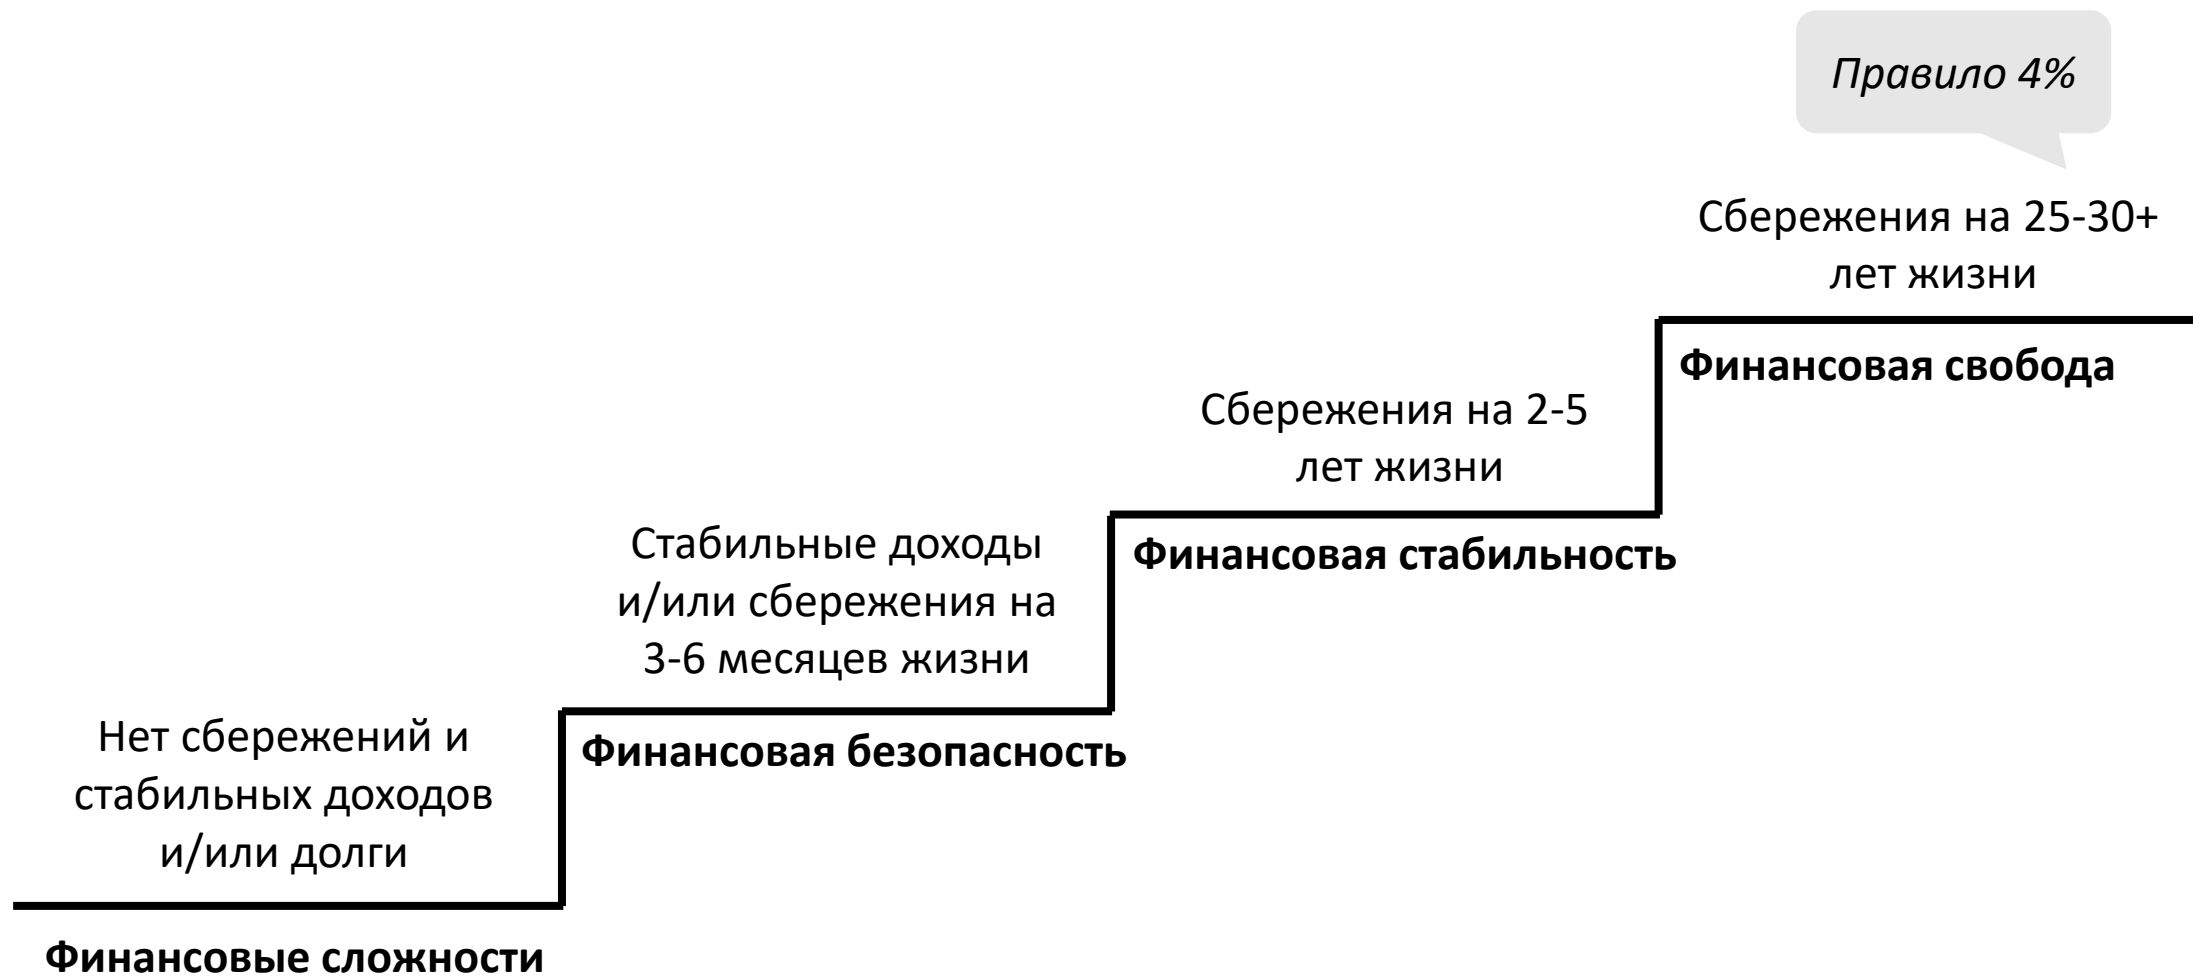 Правило 4%
Сбережения на 25-30+
лет жизни
Финансовая свобода
Сбережения на 2-5
лет жизни
Финансовая стабильность
Стабильные доходы
и/или сбережения на
3-6 месяцев жизни
Финансовая безопасность
Нет сбережений и
стабильных доходов
и/или долги
Финансовые сложности